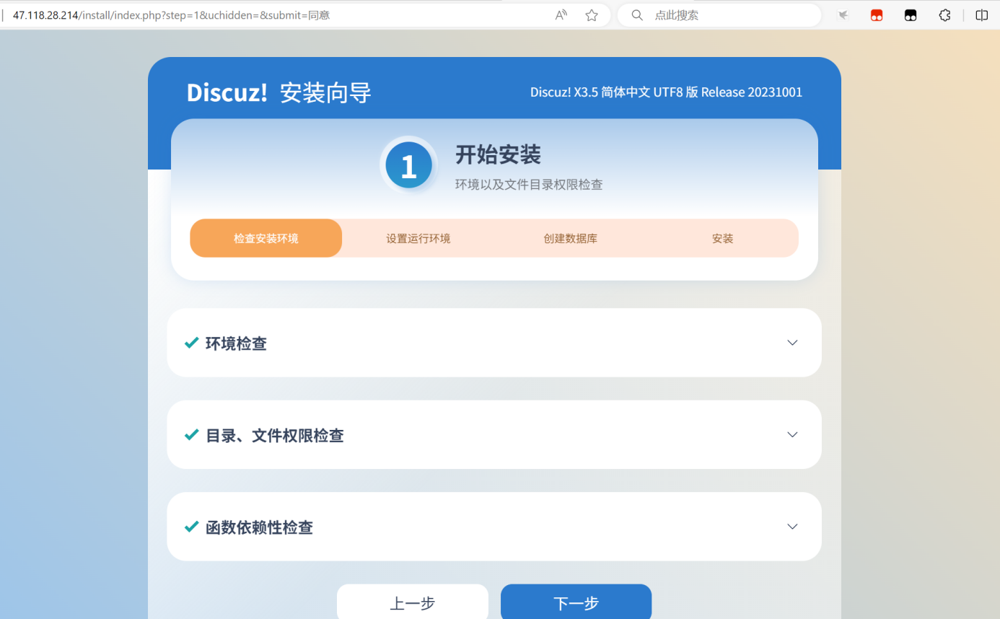 47.118.28.214/install/index.php?step=1&uchidden=&submit=同意
点此搜索
Discuz! 安装向导
Discuz! X3.5 简体中文 UTF8 版 Release 20231001
1
开始安装
环境以及文件目录权限检查
检查安装环境
设置运行环境
创建数据库
安装
环境检查
目录、文件权限检查
函数依赖性检查
上一步
下一步